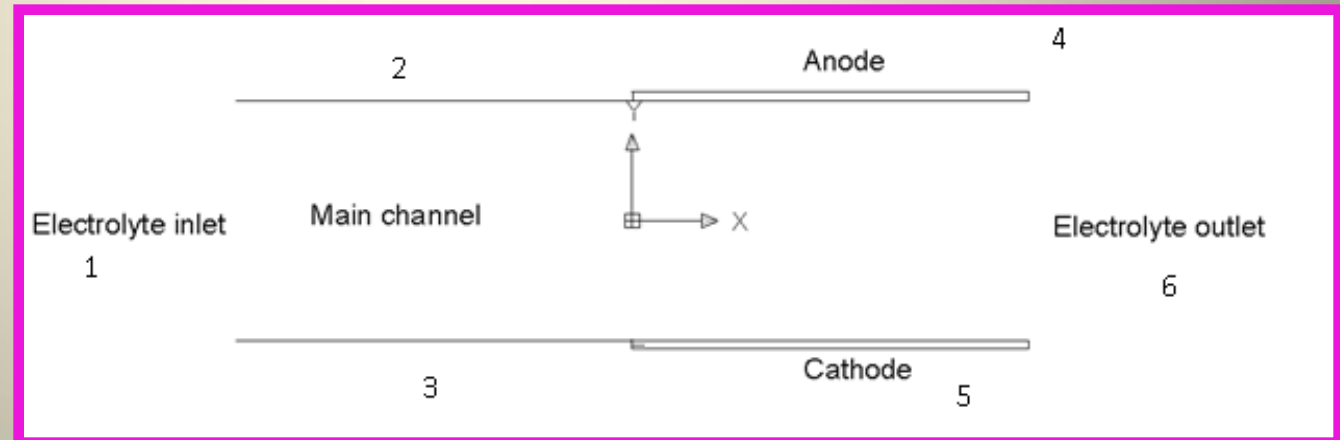 4
Anode
2
Y
Main channel
X
Electrolyte inlet
Electrolyte outlet
1
6
Cathode
3
5